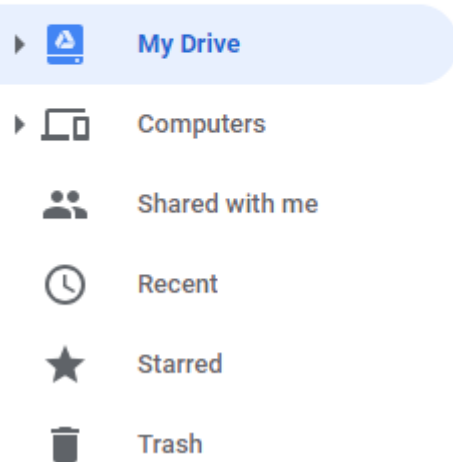 My Drive
Computers
Shared with me
Recent
Starred
Trash